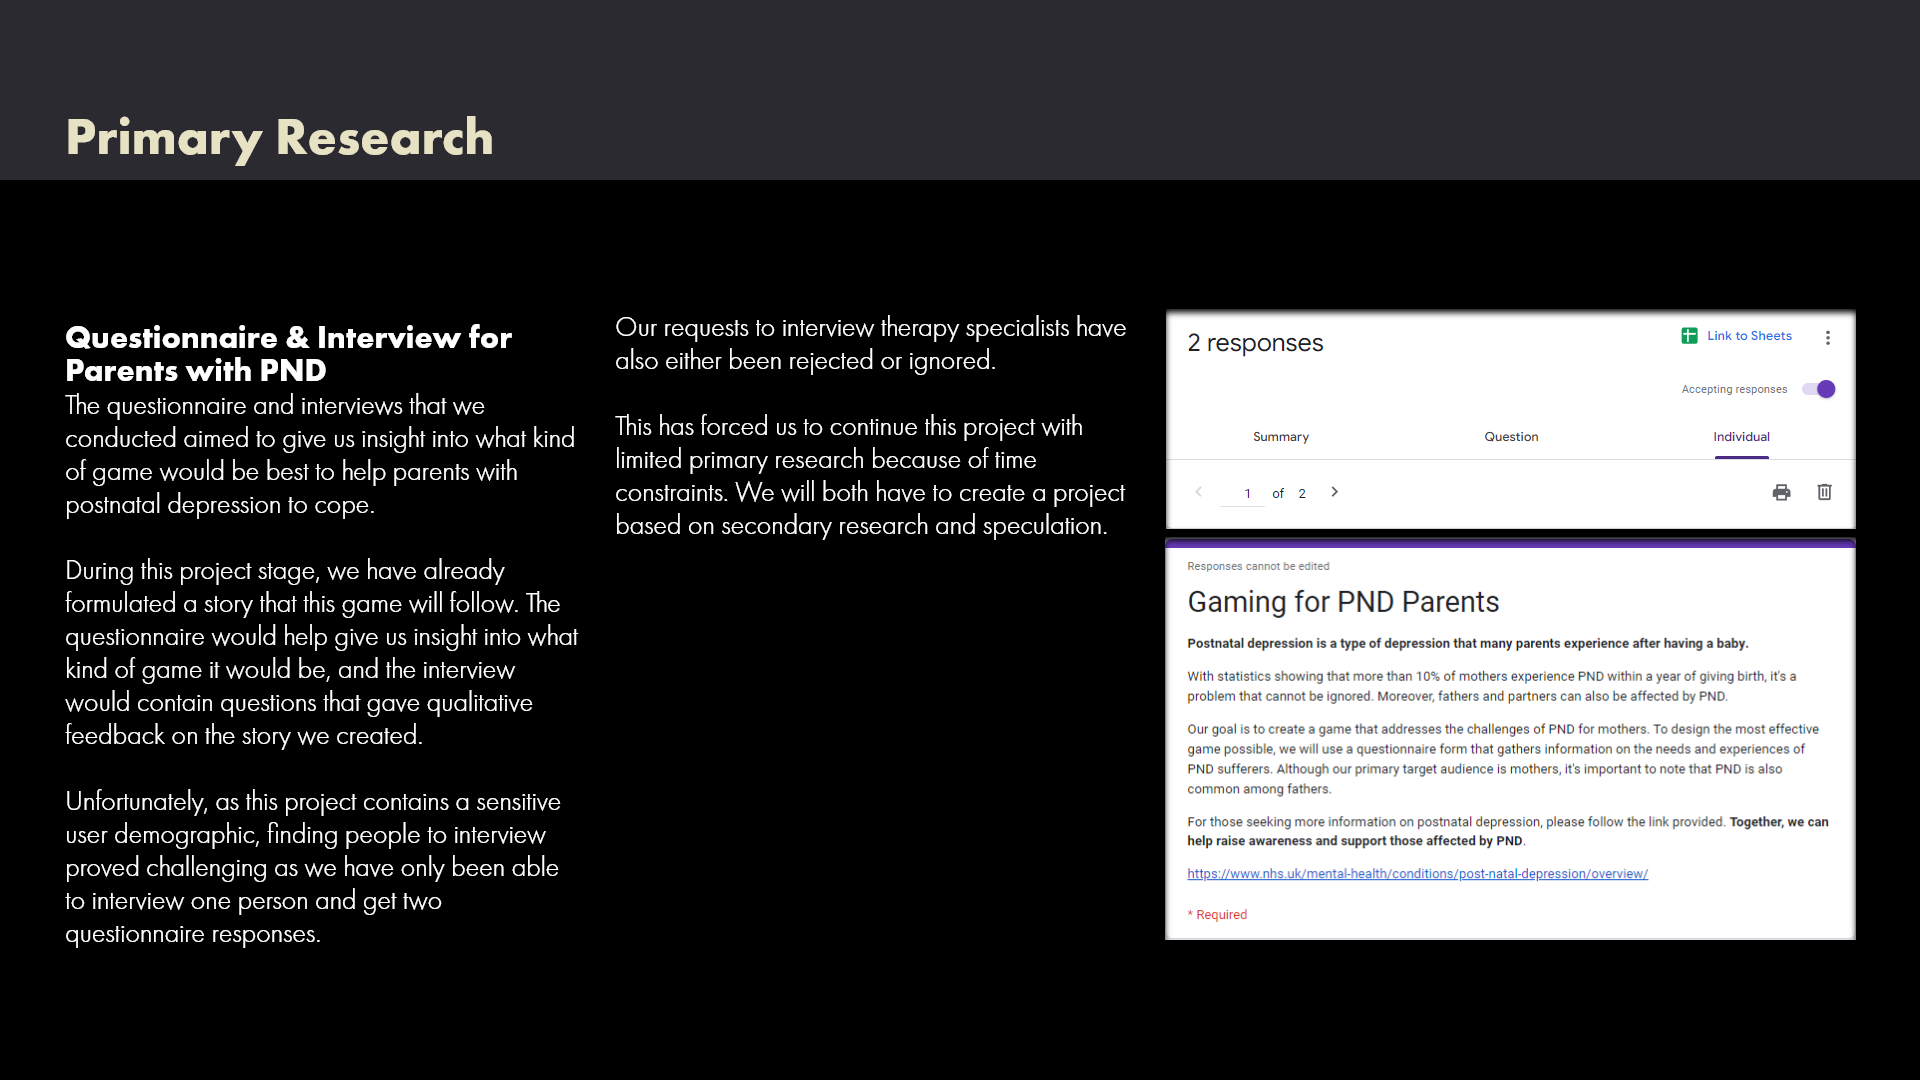 Primary Research
Questionnaire & Interview for
Parents with PND
The questionnaire and interviews that we
conducted aimed to give us insight into what kind
of game would be best to help parents with
postnatal depression to cope.
During this project stage, we have already
formulated a story that this game will follow. The
questionnaire would help give us insight into what
kind of game it would be, and the interview
would contain questions that gave qualitative
feedback on the story we created.
Unfortunately, as this project contains a sensitive
user demographic, finding people to interview
proved challenging as we have only been able
to interview one person and get two
questionnaire responses.
Our requests to interview therapy specialists have
also either been rejected or ignored.
This has forced us to continue this project with
limited primary research because of time
constraints. We will both have to create a project
based on secondary research and speculation.
2 responses
Link to Sheets
Accepting responses
Summary
Question
Individual
1 of 2
Responses cannot be edited
Gaming for PND Parents
Postnatal depression is a type of depression that many parents experience after having a baby.
With statistics showing that more than 10% of mothers experience PND within a year of giving birth, it's a
problem that cannot be ignored. Moreover, fathers and partners can also be affected by PND.
Our goal is to create a game that addresses the challenges of PND for mothers. To design the most effective
game possible, we will use a questionnaire form that gathers information on the needs and experiences of
PND sufferers. Although our primary target audience is mothers, it's important to note that PND is also
common among fathers.
For those seeking more information on postnatal depression, please follow the link provided. Together, we can
help raise awareness and support those affected by PND.
https://www.nhs.uk/mental-health/conditions/post-natal-depression/overview/
* Required